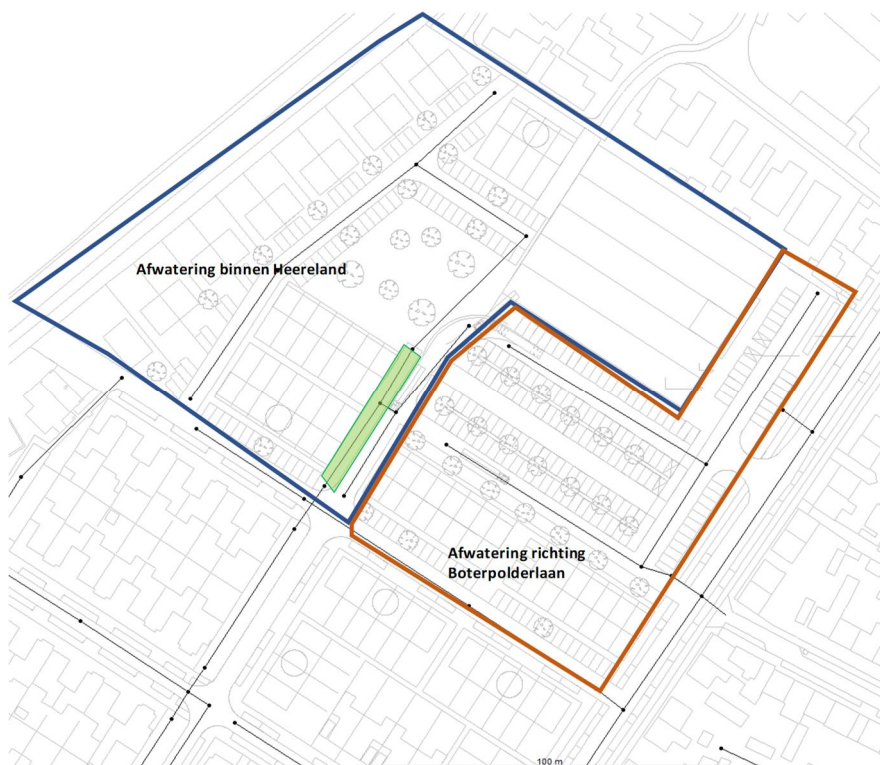 Afwatering binnen Heereland
Afwatering richting
Boterpolderlaan
100 m